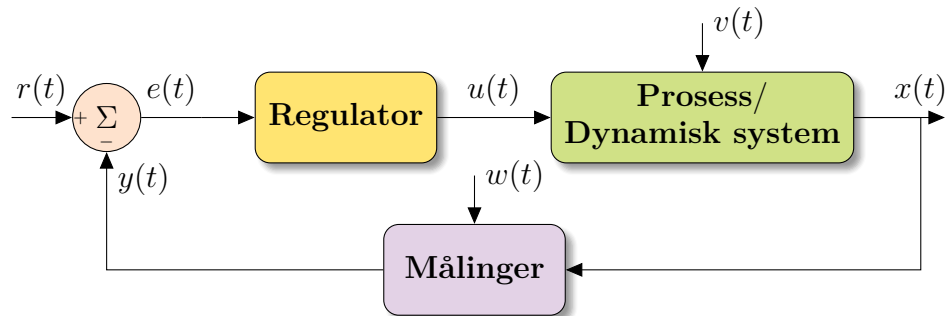 v(t)
r(t)
+ Σ
−
e(t)
Regulator
u(t)
Prosess/
Dynamisk system
x(t)
y(t)
w(t)
Målinger